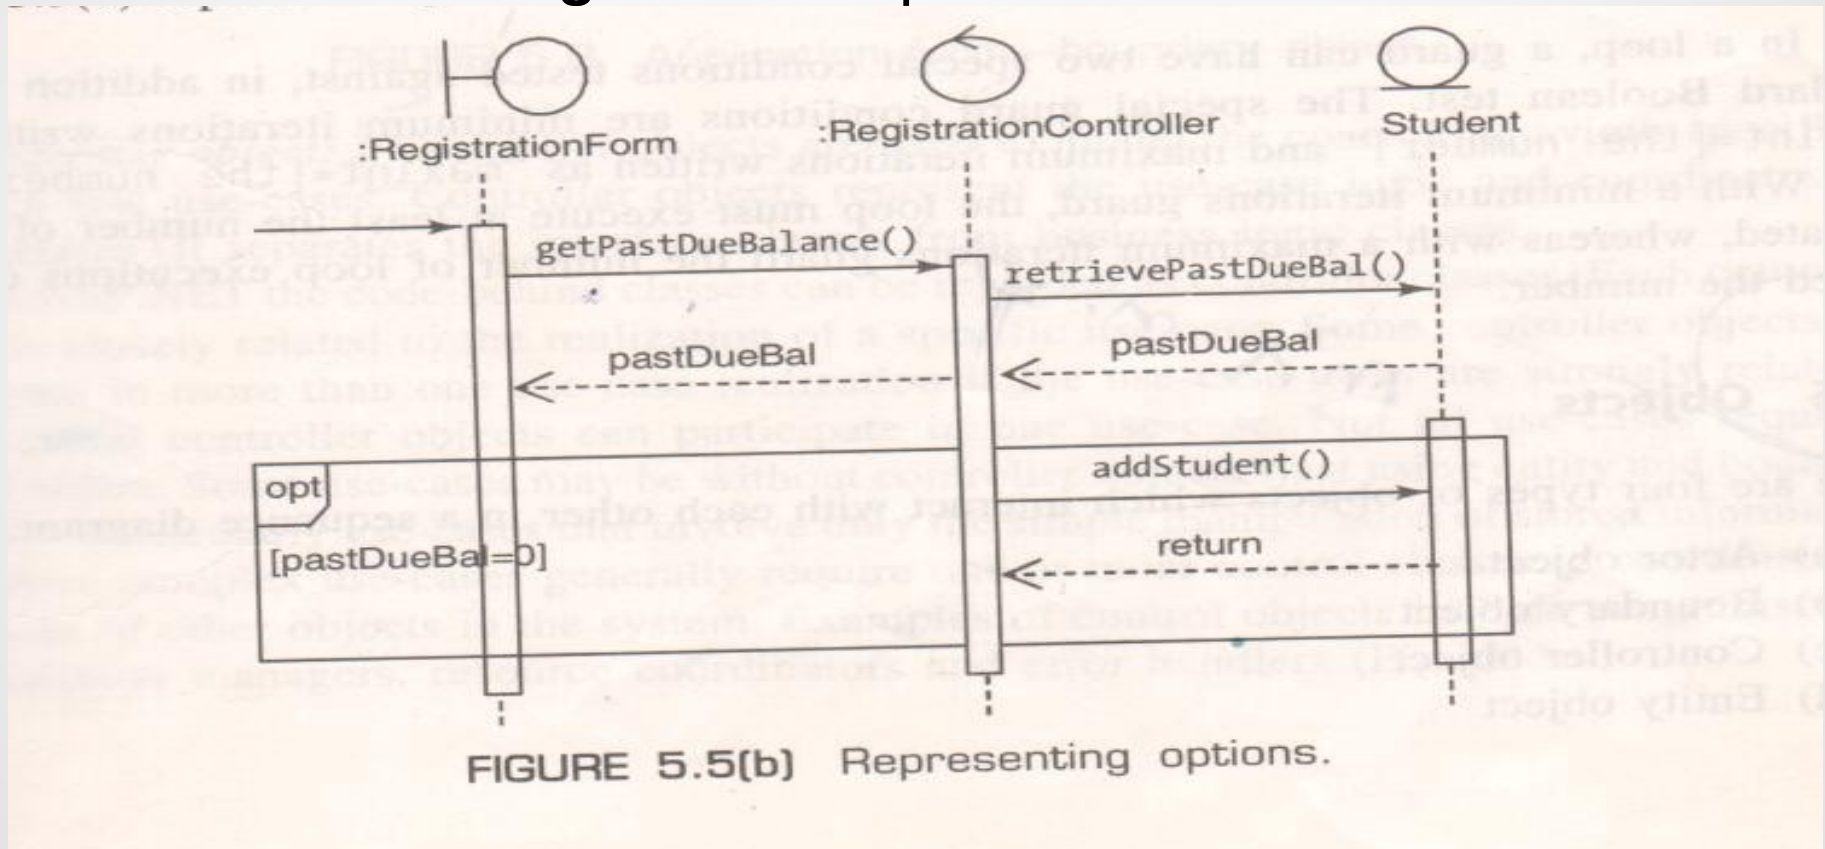 :RegistrationForm
:RegistrationController
Student
getPastDueBalance()
retrievePastDueBal()
pastDueBal
pastDueBal
opt
addStudent()
[pastDueBal=0]
return
FIGURE 5.5(b) Representing options.